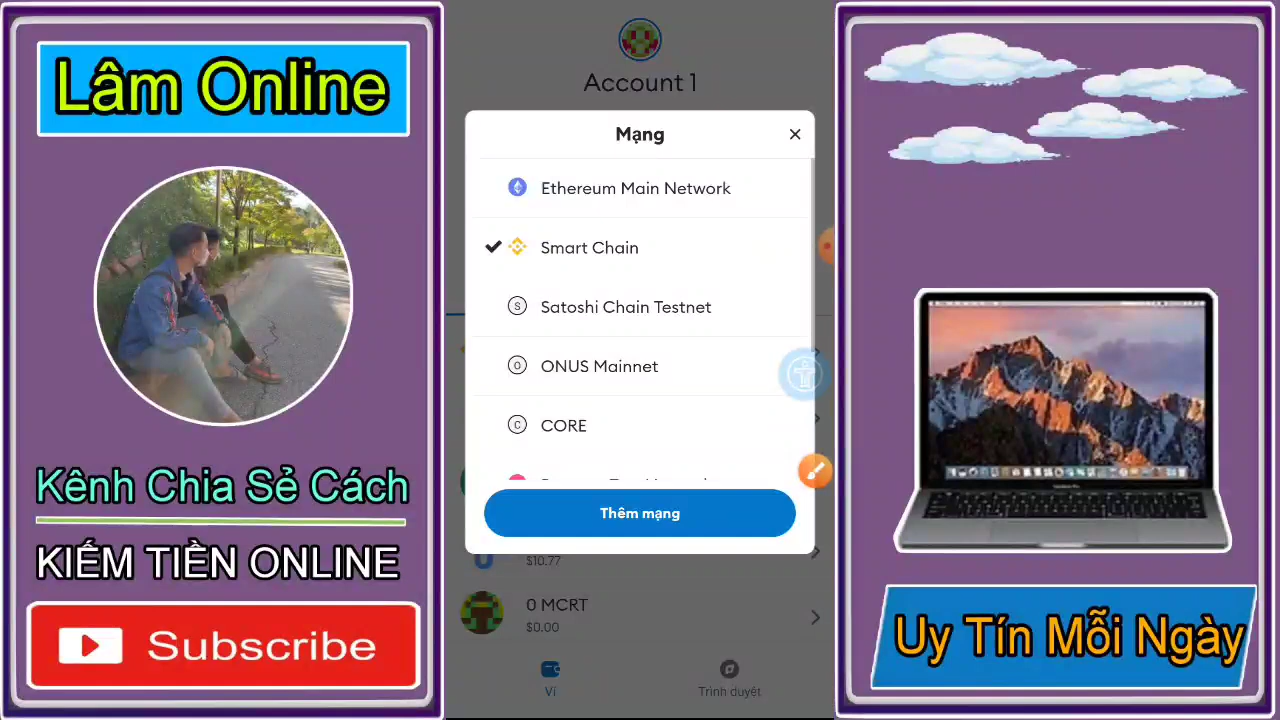 Lâm Online
Kênh Chia Sẻ Cách
KIẾM TIỀN ONLINE
Subscribe
Account 1
Mạng
Ethereum Main Network
Smart Chain
S
Satoshi Chain Testnet
O
ONUS Mainnet
C
CORE
Thêm mạng
$10.77
0 MCRT
$0.00
Ví
Trình duyệt
Uy Tín Mỗi Ngày